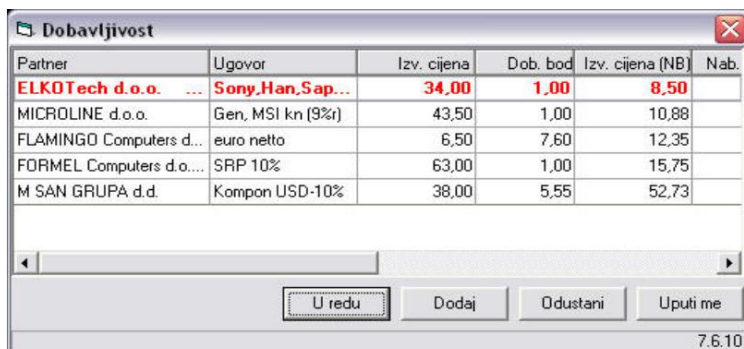 Dobavljivost
Partner Ugovor Izv. cijena Dob. bod Izv. cijena (NB) Nab.
ELKOTech d.o.o. ... Sony,Han,Sap... 34,00 1,00 8,50
MICROLINE d.o.o. Gen, MSI kn (9%r) 43,50 1,00 10,88
FLAMINGO Computers d... euro netto 6,50 7,60 12,35
FORMEL Computers d.o.... SRP 10% 63,00 1,00 15,75
M SAN GRUPA d.d. Kompon USD-10% 38,00 5,55 52,73
U redu Dodaj Odustani Uputi me
7.6.10